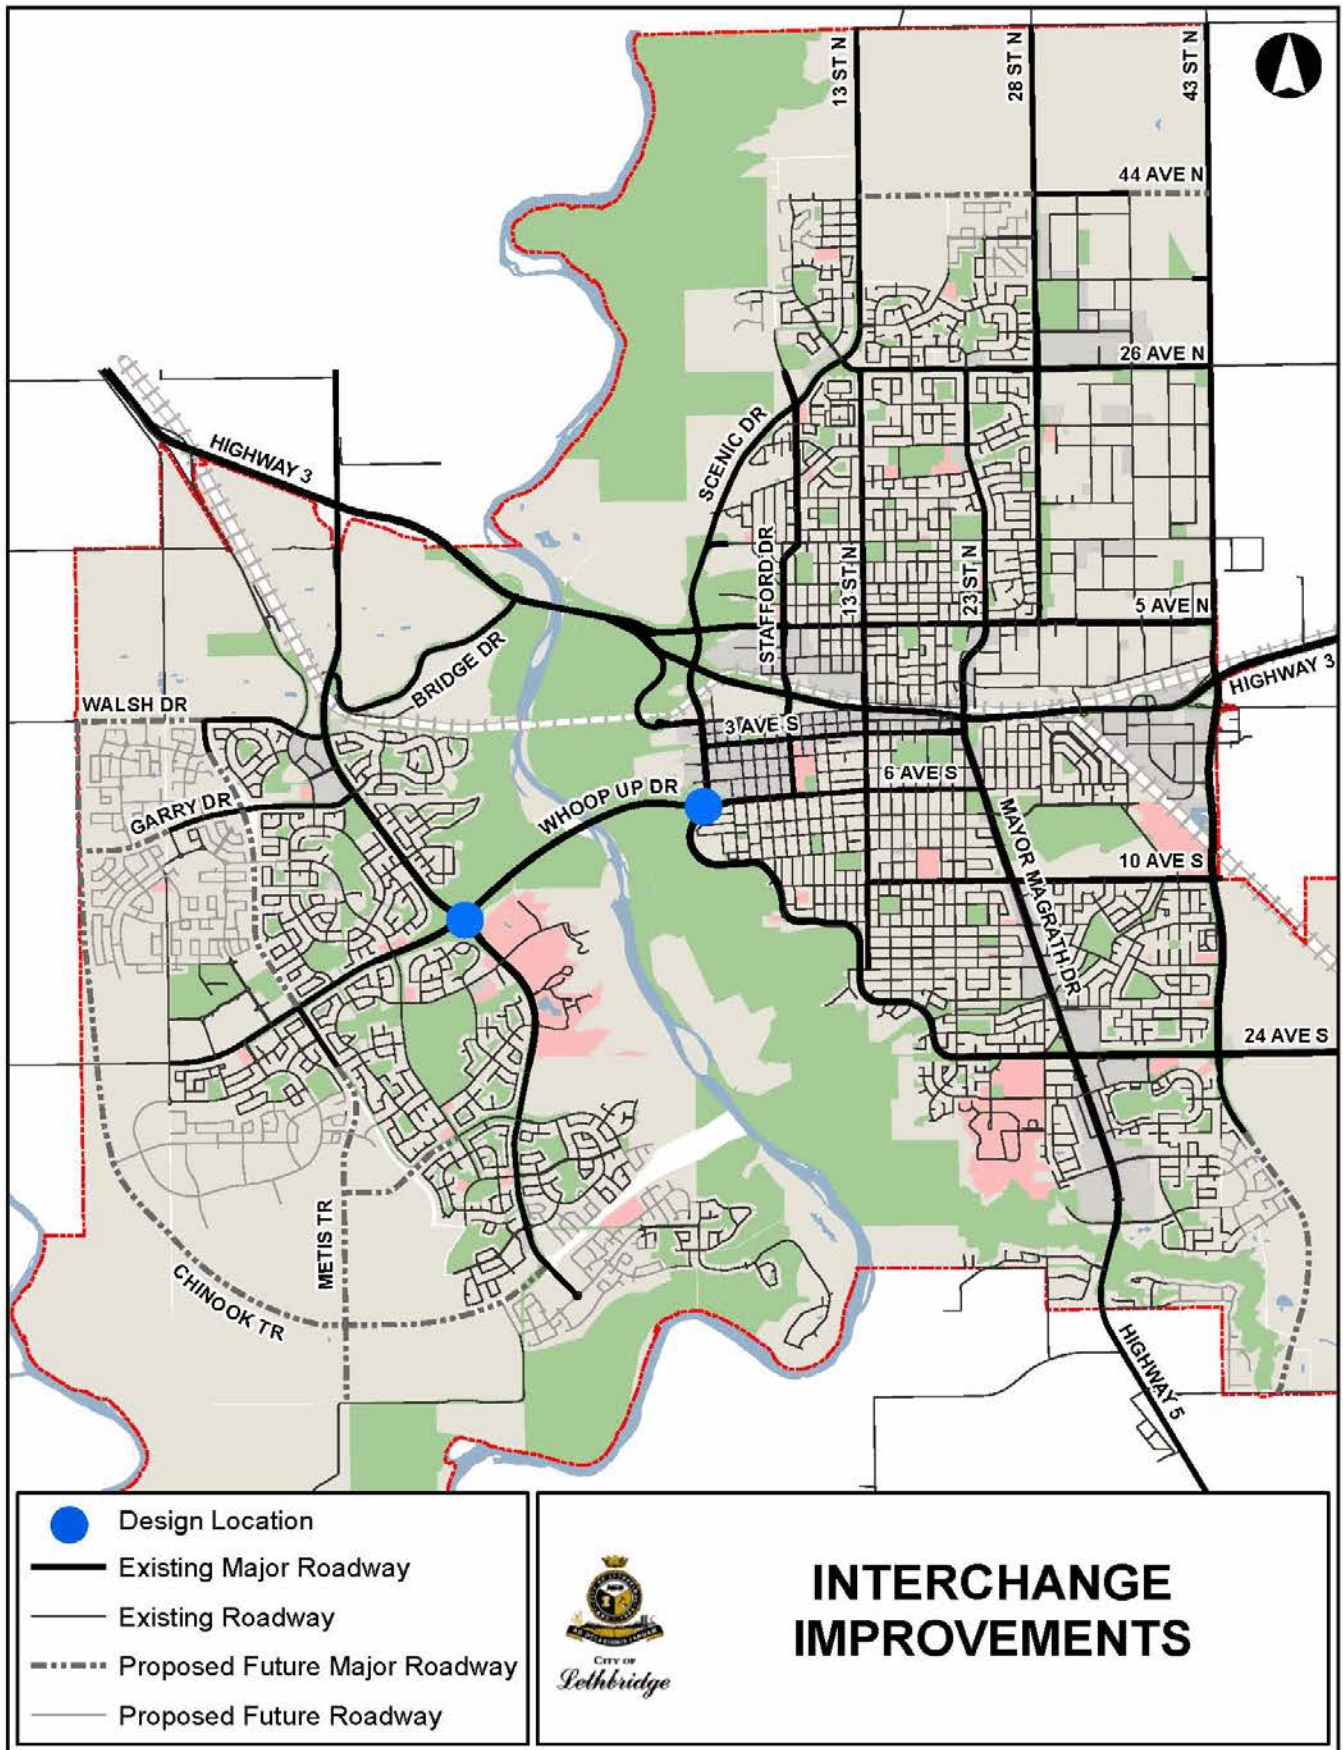 13 ST N
28 ST N
43 ST N
44 AVE N
26 AVE N
HIGHWAY 3
SCENIC DR
STAFFORD DR
13 ST N
23 ST N
5 AVE N
BRIDGE DR
HIGHWAY 3
WALSH DR
3 AVE S
6 AVE S
WHOOP UP DR
GARRY DR
MAYOR MAGRATH DR
10 AVE S
24 AVE S
METIS TR
CHINOOK TR
HIGHWAY 5
Design Location
Existing Major Roadway
Existing Roadway
Proposed Future Major Roadway
Proposed Future Roadway
CITY OF
Lethbridge
INTERCHANGE
IMPROVEMENTS